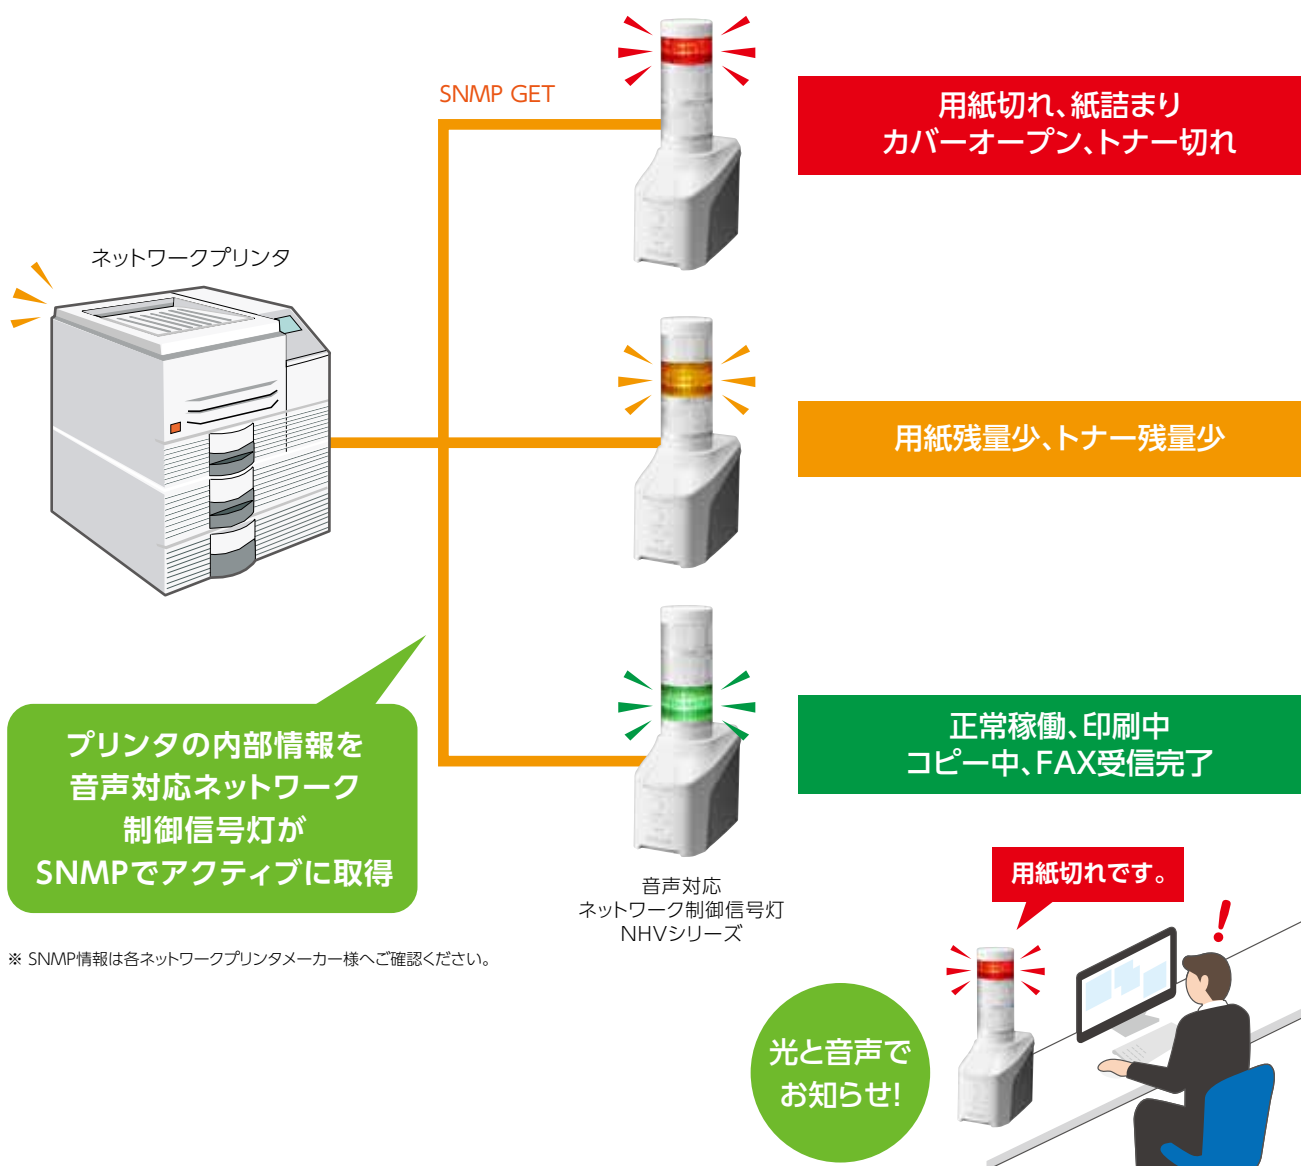 SNMP GET
用紙切れ、紙詰まり
カバーオープン、トナー切れ
ネットワークプリンタ
用紙残量少、トナー残量少
正常稼働、印刷中
コピー中、FAX受信完了
プリンタの内部情報を
音声対応ネットワーク
制御信号灯が
SNMPでアクティブに取得
音声対応
ネットワーク制御信号灯
NHVシリーズ
※ SNMP情報は各ネットワークプリンタメーカー様へご確認ください。
用紙切れです。
光と音声で
お知らせ!